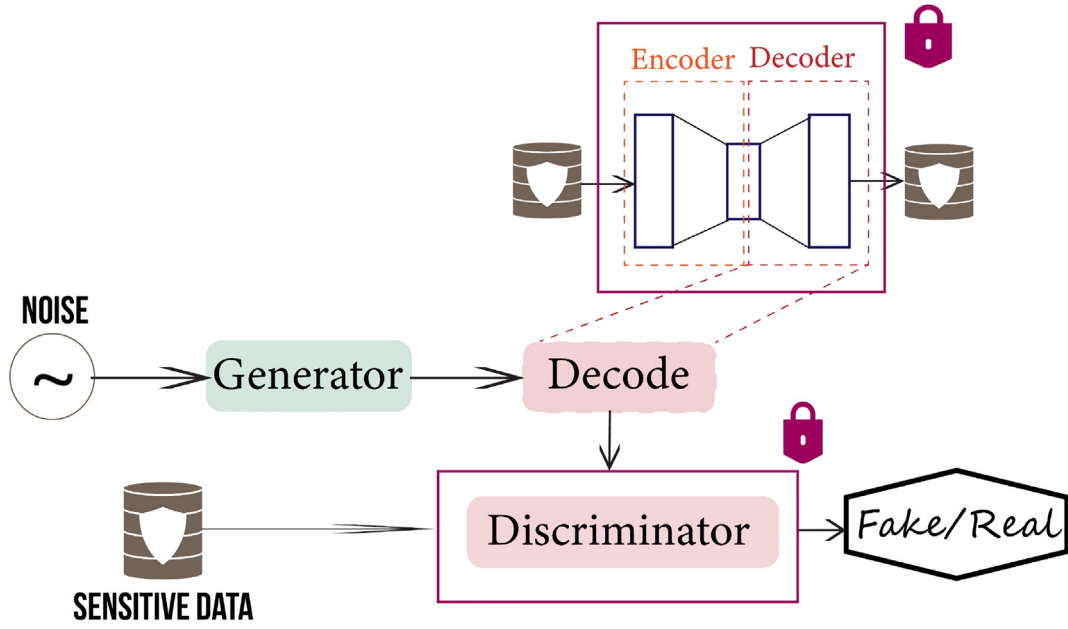 Encoder Decoder
NOISE
~
Generator
Decode
Discriminator
Fake/Real
SENSITIVE DATA